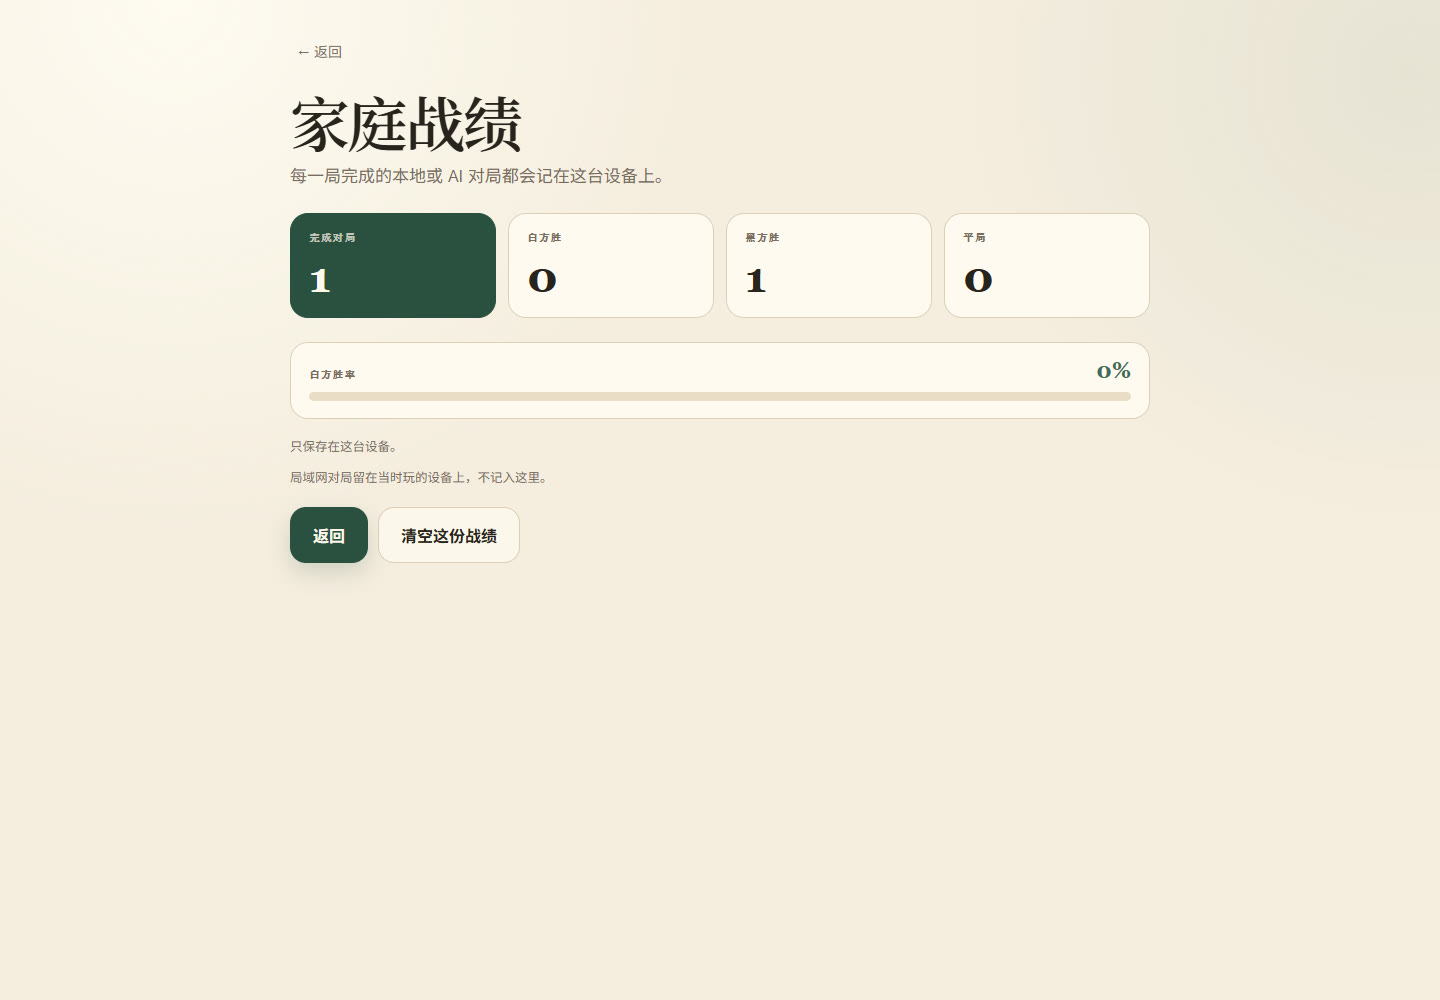 ← 返回
家庭战绩
每一局完成的本地或 AI 对局都会记在这台设备上。
完成对局
1
白方胜
0
黑方胜
1
平局
0
白方胜率
0%
只保存在这台设备。
局域网对局留在当时玩的设备上，不记入这里。
返回
清空这份战绩